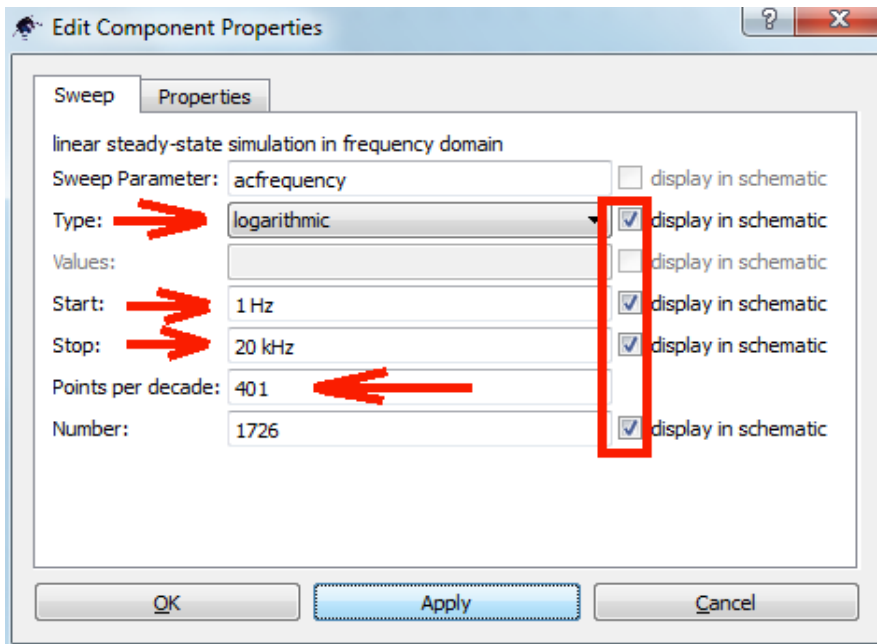 Edit Component Properties
?
X
Sweep Properties
linear steady-state simulation in frequency domain
Sweep Parameter: acfrequency display in schematic
Type: logarithmic display in schematic
Values: display in schematic
Start: 1 Hz display in schematic
Stop: 20 kHz display in schematic
Points per decade: 401
Number: 1726 display in schematic
OK Apply Cancel